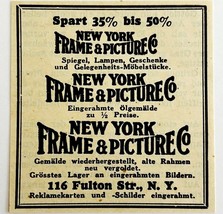 Spart 35% bis 50%
NEW YORK
FRAME & PICTURE Co
Spiegel, Lampen, Geschenke
und Gelegenheits-Möbelstücke.
NEW YORK
FRAME & PICTURE Co
Eingerahmte Ölgemälde
zu ½ Preise.
NEW YORK
FRAME & PICTURE Co
Gemälde wiederhergestellt, alte Rahmen
neu vergoldet.
Grösstes Lager an eingerahmten Bildern.
116 Fulton Str., N. Y.
-Reklamekarten und -Schilder eingerahmt.